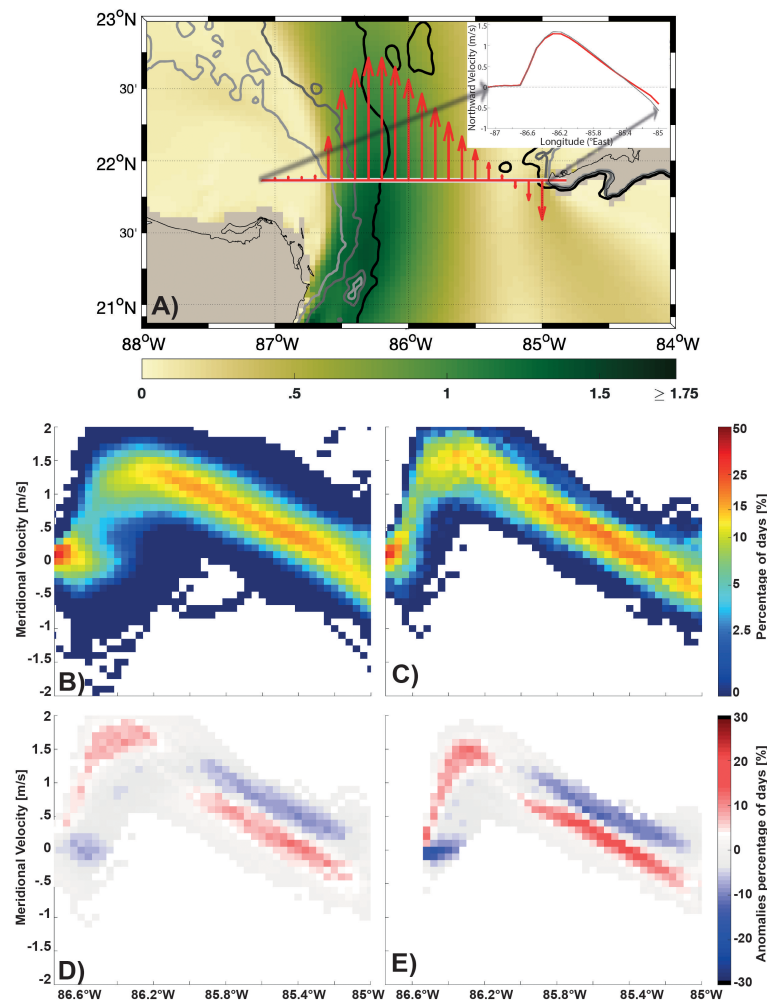 23°N
30'
22°N
30'
21°N
A)
88°W 87°W 86°W 85°W 84°W
Northward Velocity (m/s)
1.5
1
.5
0
-.5
-1
-87 -86.6 -86.2 -85.8 -85.4 -85
Longitude (°East)
0 .5 1 1.5 ≥ 1.75
Meridional Velocity [m/s]
2
1.5
1
.5
0
-.5
-1
-1.5
-2
B)
C)
50
25
15
10
5
2.5
0
Percentage of days [%]
Meridional Velocity [m/s]
2
1.5
1
.5
0
-.5
-1
-1.5
-2
D)
E)
30
20
10
0
-10
-20
-30
Anomalies percentage of days [%]
86.6°W 86.2°W 85.8°W 85.4°W
86.6°W 86.2°W 85.8°W 85.4°W 85°W